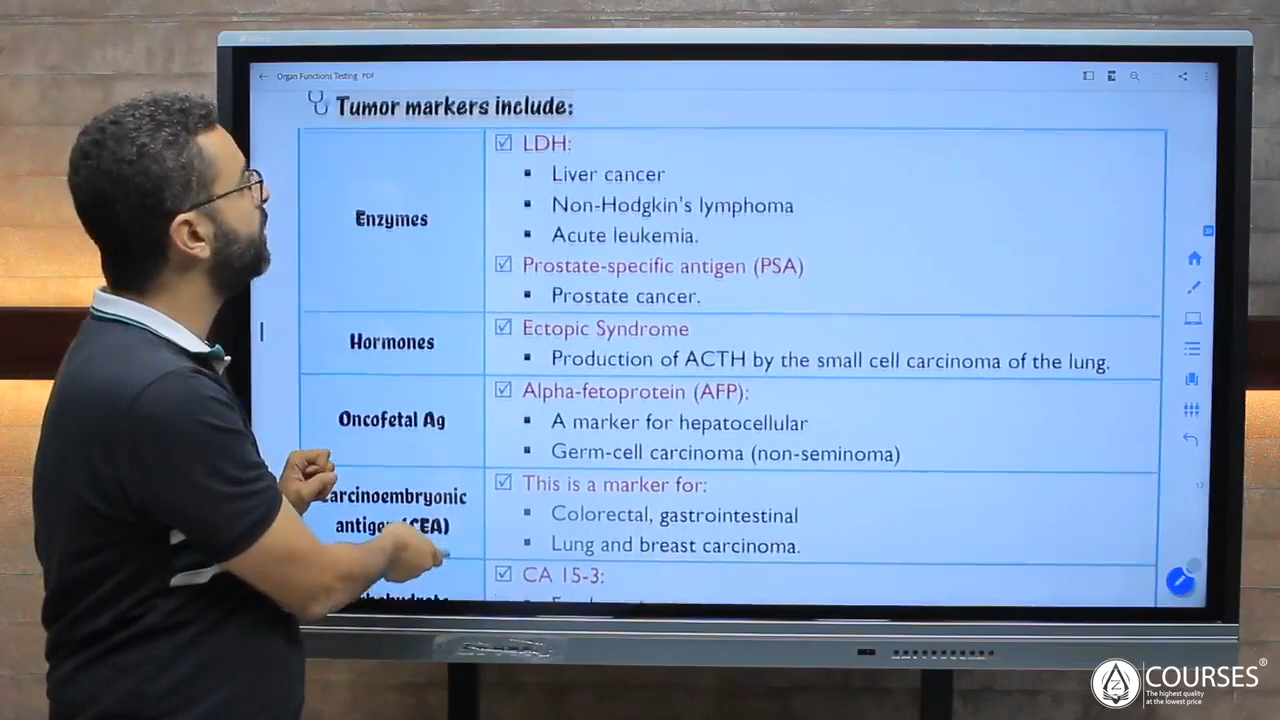 Organ Functions Testing | PDF
Tumor markers include:
Enzymes
LDH:
Liver cancer
Non-Hodgkin's lymphoma
Acute leukemia.
Prostate-specific antigen (PSA)
Prostate cancer.
Hormones
Ectopic Syndrome
Production of ACTH by the small cell carcinoma of the lung.
Oncofetal Ag
Alpha-fetoprotein (AFP):
A marker for hepatocellular
Germ-cell carcinoma (non-seminoma)
arcinoembryonic
antigen (CEA)
This is a marker for:
Colorectal, gastrointestinal
Lung and breast carcinoma.
CA 15-3:
COURSES®
The highest quality
at the lowest price